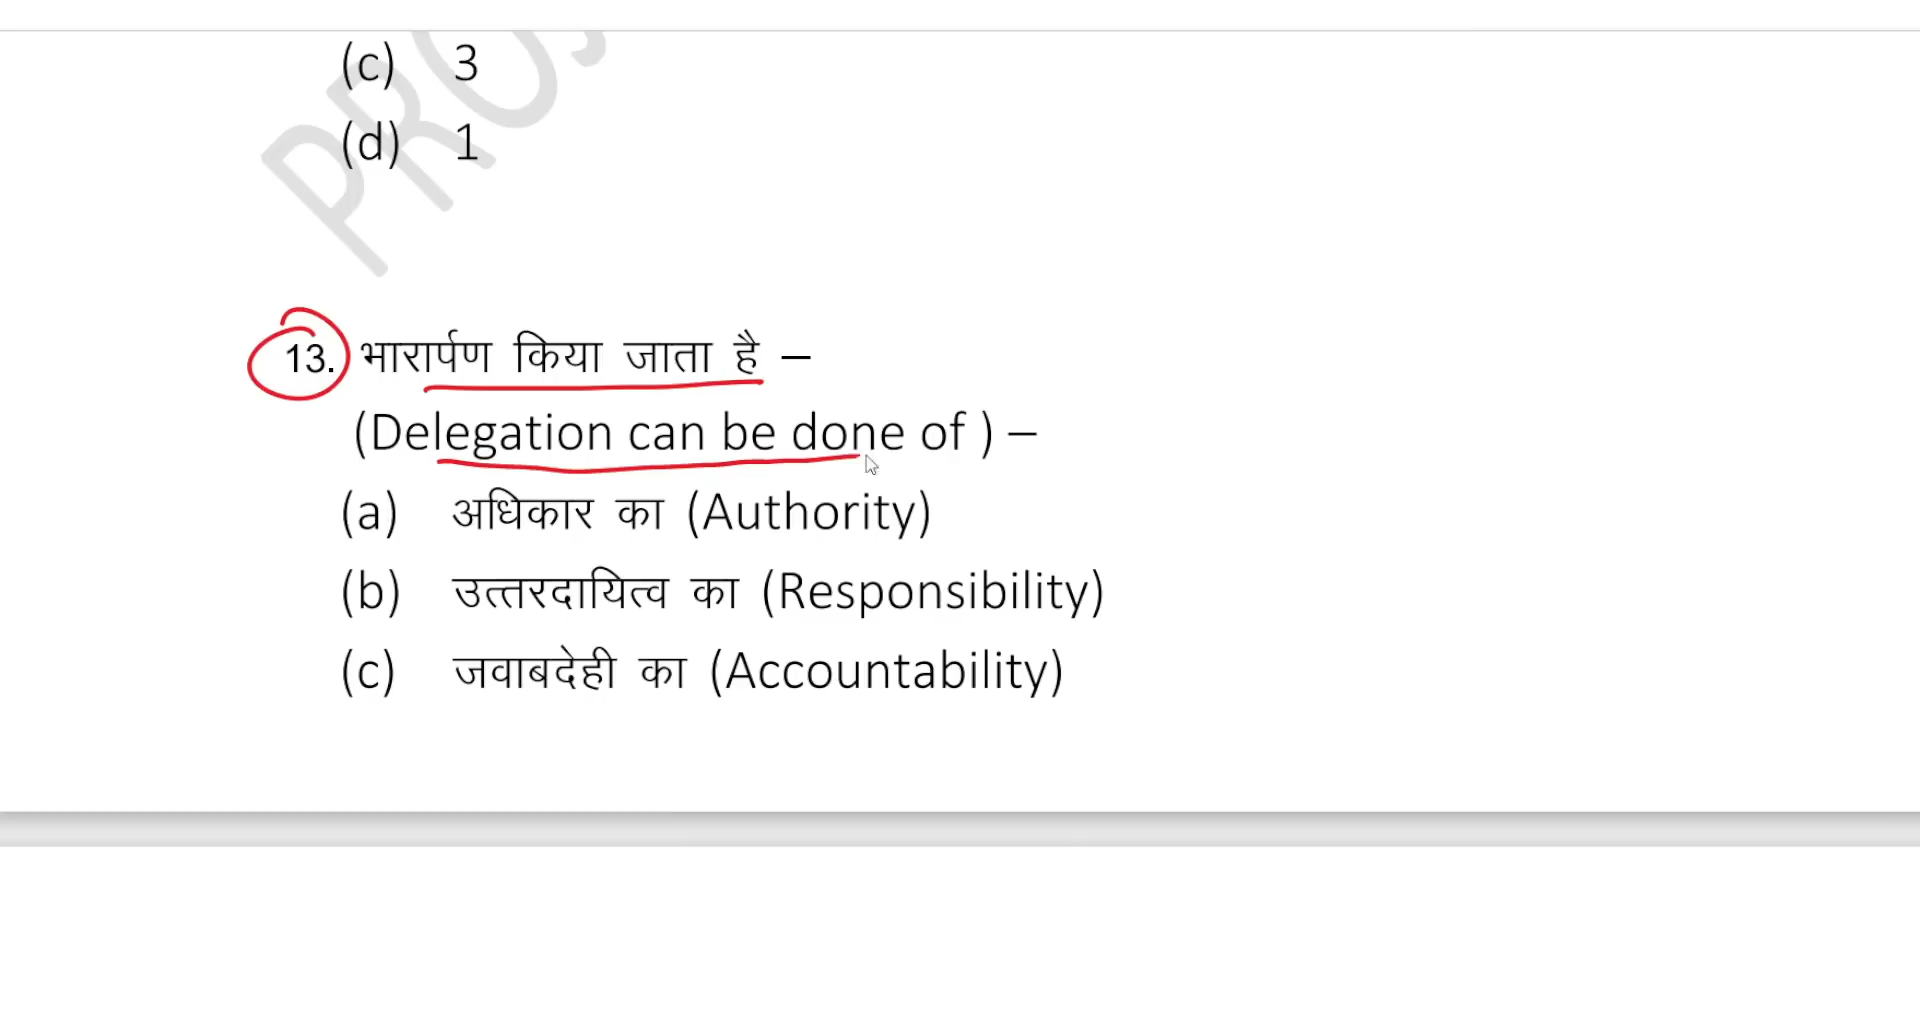 (c) 3
(d) 1
13. भारार्पण किया जाता है –
(Delegation can be done of ) –
(a) अधिकार का (Authority)
(b) उत्तरदायित्व का (Responsibility)
(c) जवाबदेही का (Accountability)